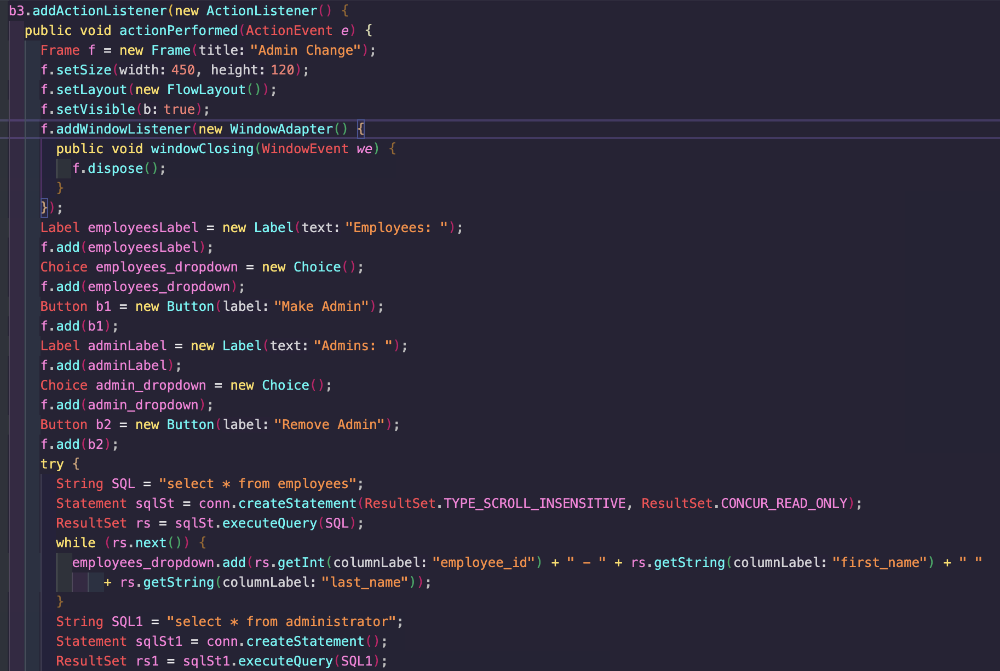 b3.addActionListener(new ActionListener() {
public void actionPerformed(ActionEvent e) {
Frame f = new Frame(title: "Admin Change");
f.setSize(width: 450, height: 120);
f.setLayout(new FlowLayout());
f.setVisible(b: true);
f.addWindowListener(new WindowAdapter() {
public void windowClosing(WindowEvent we) {
f.dispose();
}
});
Label employeesLabel = new Label(text: "Employees: ");
f.add(employeesLabel);
Choice employees_dropdown = new Choice();
f.add(employees_dropdown);
Button b1 = new Button(label: "Make Admin");
f.add(b1);
Label adminLabel = new Label(text: "Admins: ");
f.add(adminLabel);
Choice admin_dropdown = new Choice();
f.add(admin_dropdown);
Button b2 = new Button(label: "Remove Admin");
f.add(b2);
try {
String SQL = "select * from employees";
Statement sqlSt = conn.createStatement(ResultSet.TYPE_SCROLL_INSENSITIVE, ResultSet.CONCUR_READ_ONLY);
ResultSet rs = sqlSt.executeQuery(SQL);
while (rs.next()) {
employees_dropdown.add(rs.getInt(columnLabel: "employee_id") + " - " + rs.getString(columnLabel: "first_name") + " "
+ rs.getString(columnLabel: "last_name"));
}
String SQL1 = "select * from administrator";
Statement sqlSt1 = conn.createStatement();
ResultSet rs1 = sqlSt1.executeQuery(SQL1);